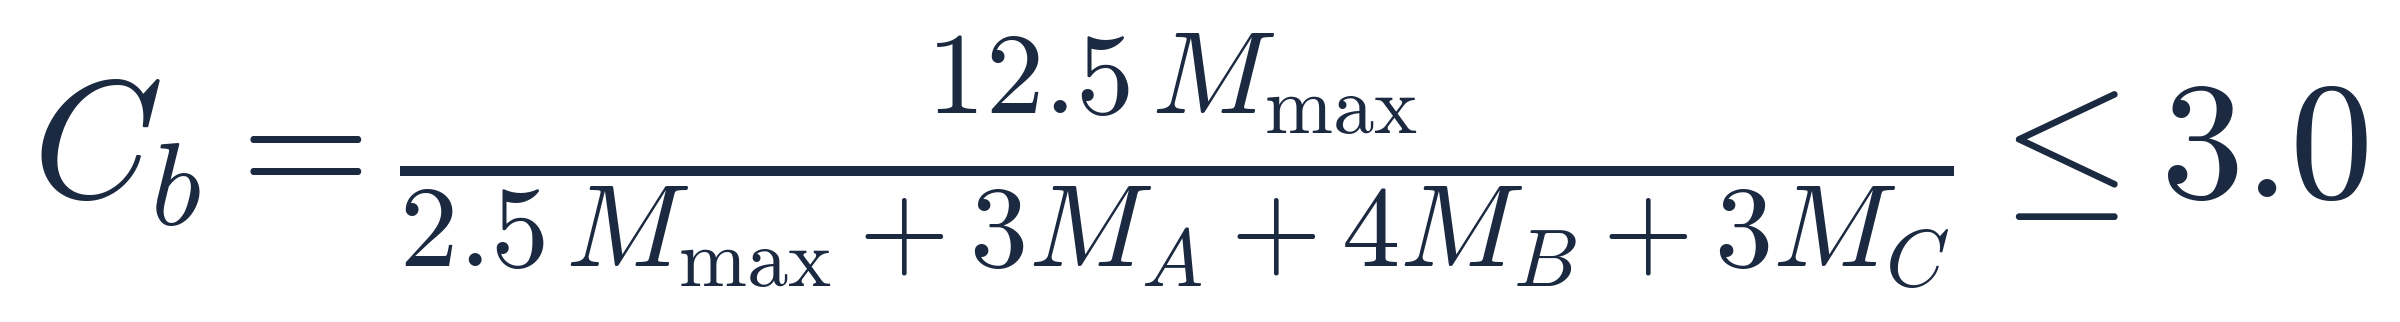 C_b = \frac{12.5 \, M_{\max}}{2.5 \, M_{\max} + 3M_A + 4M_B + 3M_C} \leq 3.0